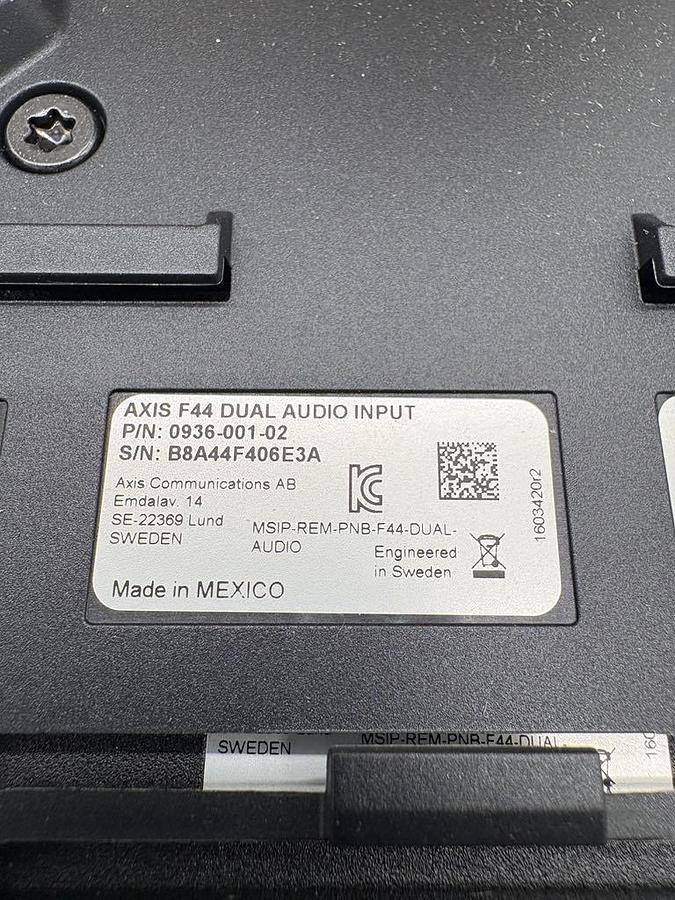 AXIS F44 DUAL AUDIO INPUT
P/N: 0936-001-02
S/N: B8A44F406E3A
Axis Communications AB
Emdalav. 14
SE-22369 Lund
SWEDEN
MSIP-REM-PNB-F44-DUAL-
AUDIO
Engineered
in Sweden
Made in MEXICO
1603420r2
SWEDEN
MSIP-REM-PNB-F44-DUAL-
160